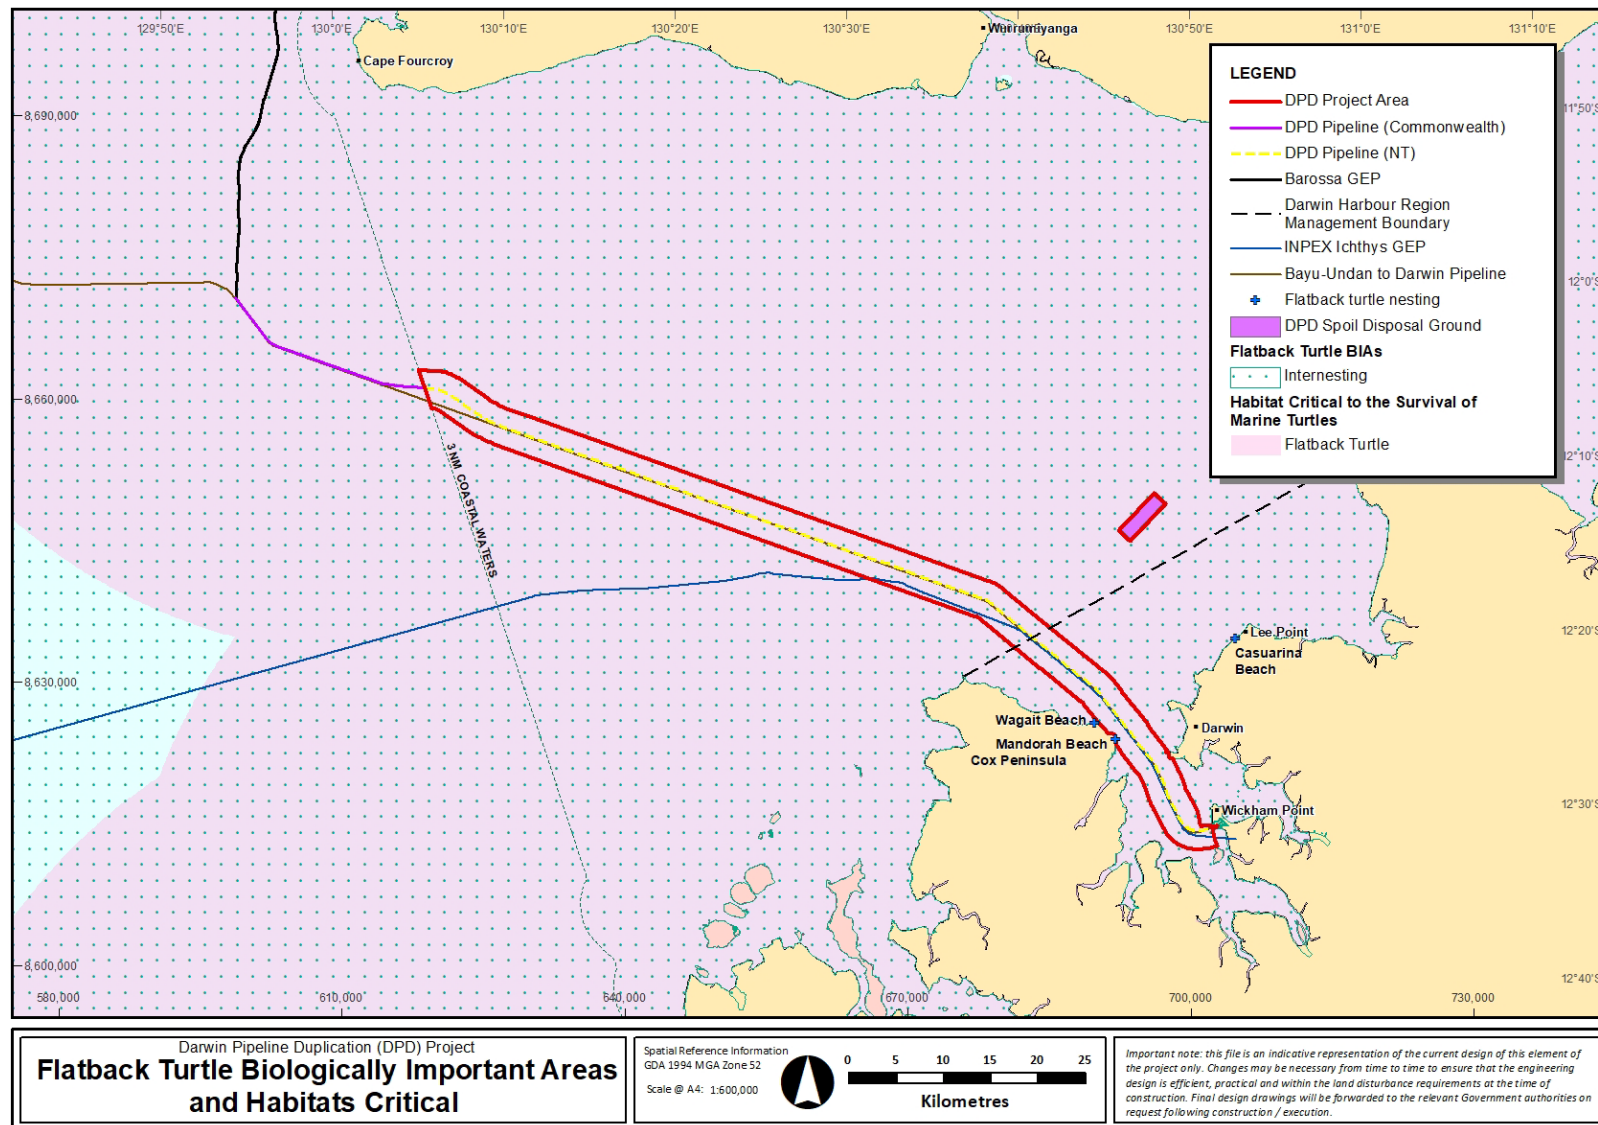 129°50'E
130°0'E
130°10'E
130°20'E
130°30'E
130°50'E
131°0'E
131°10'E
Wurrumiyanga
Cape Fourcroy
8,690,000
8,660,000
8,630,000
8,600,000
11°50'S
12°0'S
12°10'S
12°20'S
12°30'S
12°40'S
LEGEND
DPD Project Area
DPD Pipeline (Commonwealth)
DPD Pipeline (NT)
Barossa GEP
Darwin Harbour Region
Management Boundary
INPEX Ichthys GEP
Bayu-Undan to Darwin Pipeline
Flatback turtle nesting
DPD Spoil Disposal Ground
Flatback Turtle BIAs
Internesting
Habitat Critical to the Survival of
Marine Turtles
Flatback Turtle
3 NM COASTAL WATERS
Lee Point
Casuarina
Beach
Wagait Beach
Darwin
Mandorah Beach
Cox Peninsula
Wickham Point
580,000
610,000
640,000
670,000
700,000
730,000
Darwin Pipeline Duplication (DPD) Project
Flatback Turtle Biologically Important Areas
and Habitats Critical
Spatial Reference Information
GDA 1994 MGA Zone 52
Scale @ A4: 1:600,000
0 5 10 15 20 25
Kilometres
Important note: this file is an indicative representation of the current design of this element of
the project only. Changes may be necessary from time to time to ensure that the engineering
design is efficient, practical and within the land disturbance requirements at the time of
construction. Final design drawings will be forwarded to the relevant Government authorities on
request following construction / execution.